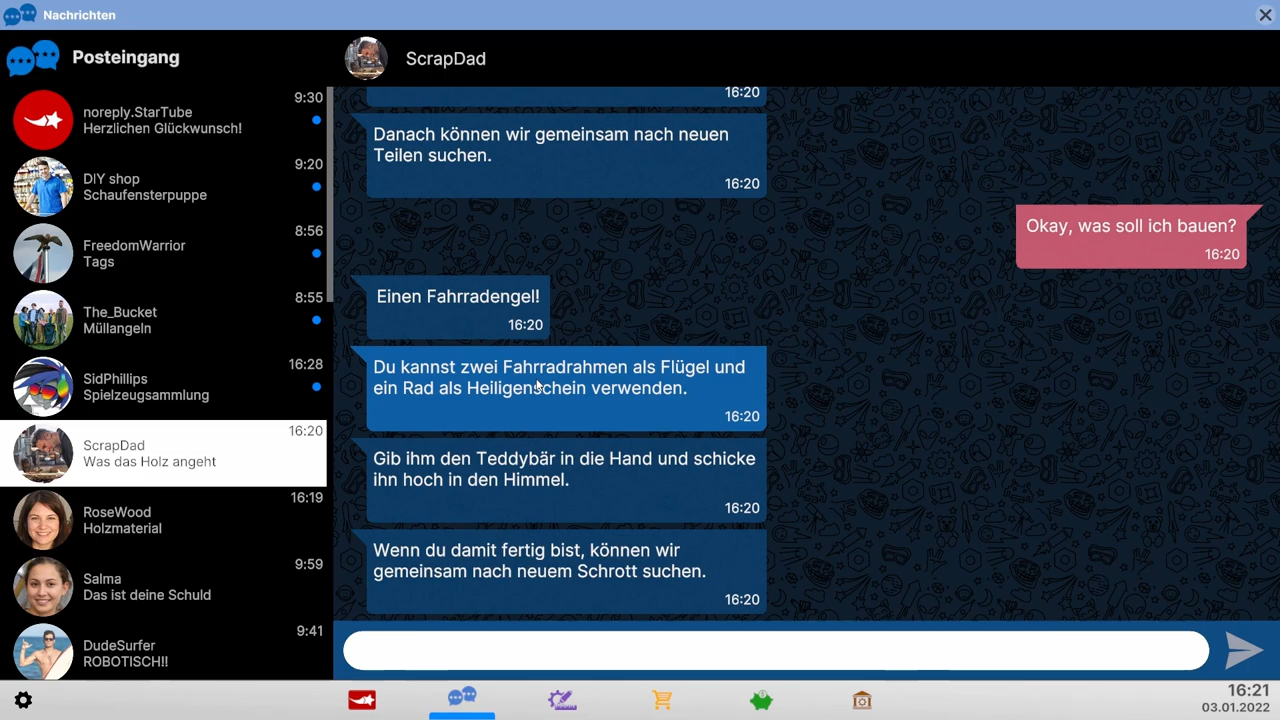 Nachrichten
Posteingang
9:30
noreply.StarTube
Herzlichen Glückwunsch!
9:20
DIY shop
Schaufensterpuppe
8:56
FreedomWarrior
Tags
8:55
The_Bucket
Müllangeln
16:28
SidPhillips
Spielzeugsammlung
16:20
ScrapDad
Was das Holz angeht
16:19
RoseWood
Holzmaterial
9:59
Salma
Das ist deine Schuld
9:41
DudeSurfer
ROBOTISCH!!
ScrapDad
16:20
Danach können wir gemeinsam nach neuen
Teilen suchen.
16:20
Okay, was soll ich bauen?
16:20
Einen Fahrradengel!
16:20
Du kannst zwei Fahrradrahmen als Flügel und
ein Rad als Heiligenschein verwenden.
16:20
Gib ihm den Teddybär in die Hand und schicke
ihn hoch in den Himmel.
16:20
Wenn du damit fertig bist, können wir
gemeinsam nach neuem Schrott suchen.
16:20
16:21
03.01.2022